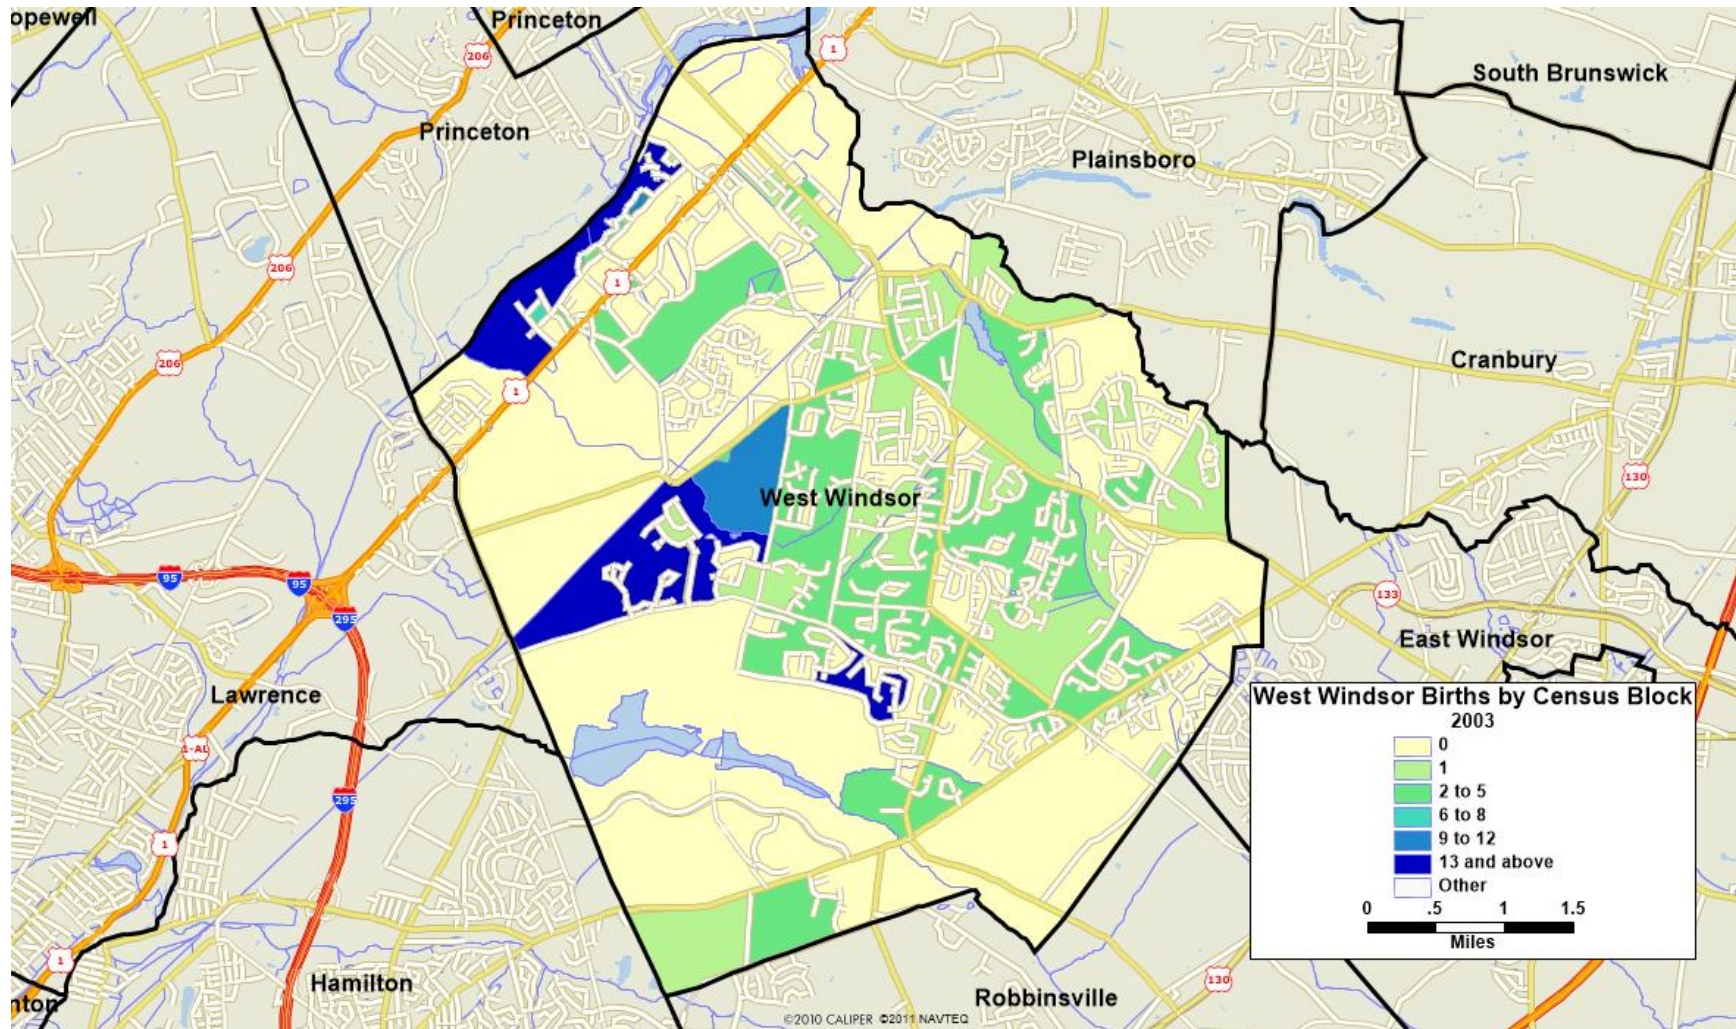 opewell
Princeton
206
1
South Brunswick
Princeton
Plainsboro
206
1
206
1
Cranbury
130
West Windsor
95
95
295
133
East Windsor
Lawrence
1-AL
295
1
West Windsor Births by Census Block
2003
0
1
2 to 5
6 to 8
9 to 12
13 and above
Other
0 .5 1 1.5
Miles
1
Hamilton
nton
Robbinsville
130
©2010 CALIPER ©2011 NAVTEQ